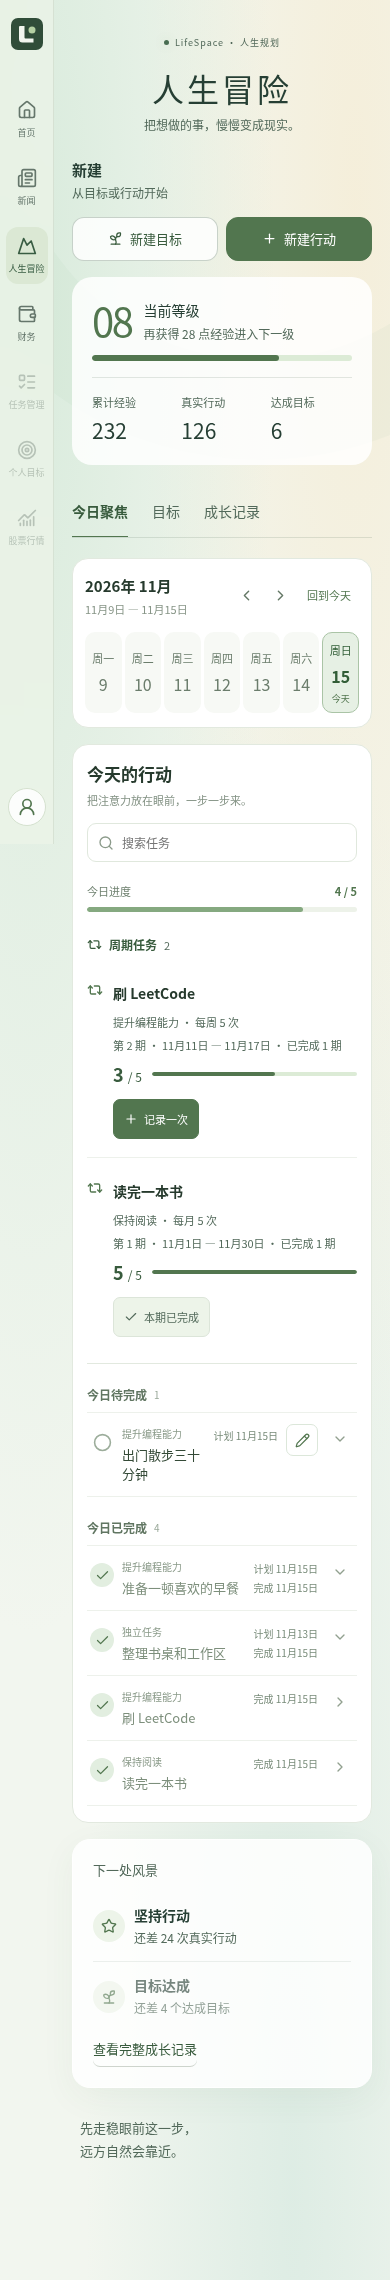 首页
新闻
人生冒险
财务
任务管理
个人目标
股票行情
LifeSpace · 人生规划
人生冒险
把想做的事，慢慢变成现实。
新建
从目标或行动开始
新建目标
新建行动
08
当前等级
再获得 28 点经验进入下一级
累计经验
232
真实行动
126
达成目标
6
今日聚焦
目标
成长记录
2026年 11月
11月9日 — 11月15日
回到今天
周一
9
周二
10
周三
11
周四
12
周五
13
周六
14
周日
15
今天
今天的行动
把注意力放在眼前，一步一步来。
搜索任务
今日进度
4 / 5
周期任务 2
刷 LeetCode
提升编程能力 · 每周 5 次
第 2 期 · 11月11日 — 11月17日 · 已完成 1 期
3 / 5
记录一次
读完一本书
保持阅读 · 每月 5 次
第 1 期 · 11月1日 — 11月30日 · 已完成 1 期
5 / 5
本期已完成
今日待完成 1
提升编程能力
出门散步三十
分钟
计划 11月15日
今日已完成 4
提升编程能力
准备一顿喜欢的早餐
计划 11月15日
完成 11月15日
独立任务
整理书桌和工作区
计划 11月13日
完成 11月15日
提升编程能力
刷 LeetCode
完成 11月15日
保持阅读
读完一本书
完成 11月15日
下一处风景
坚持行动
还差 24 次真实行动
目标达成
还差 4 个达成目标
查看完整成长记录
先走稳眼前这一步，
远方自然会靠近。